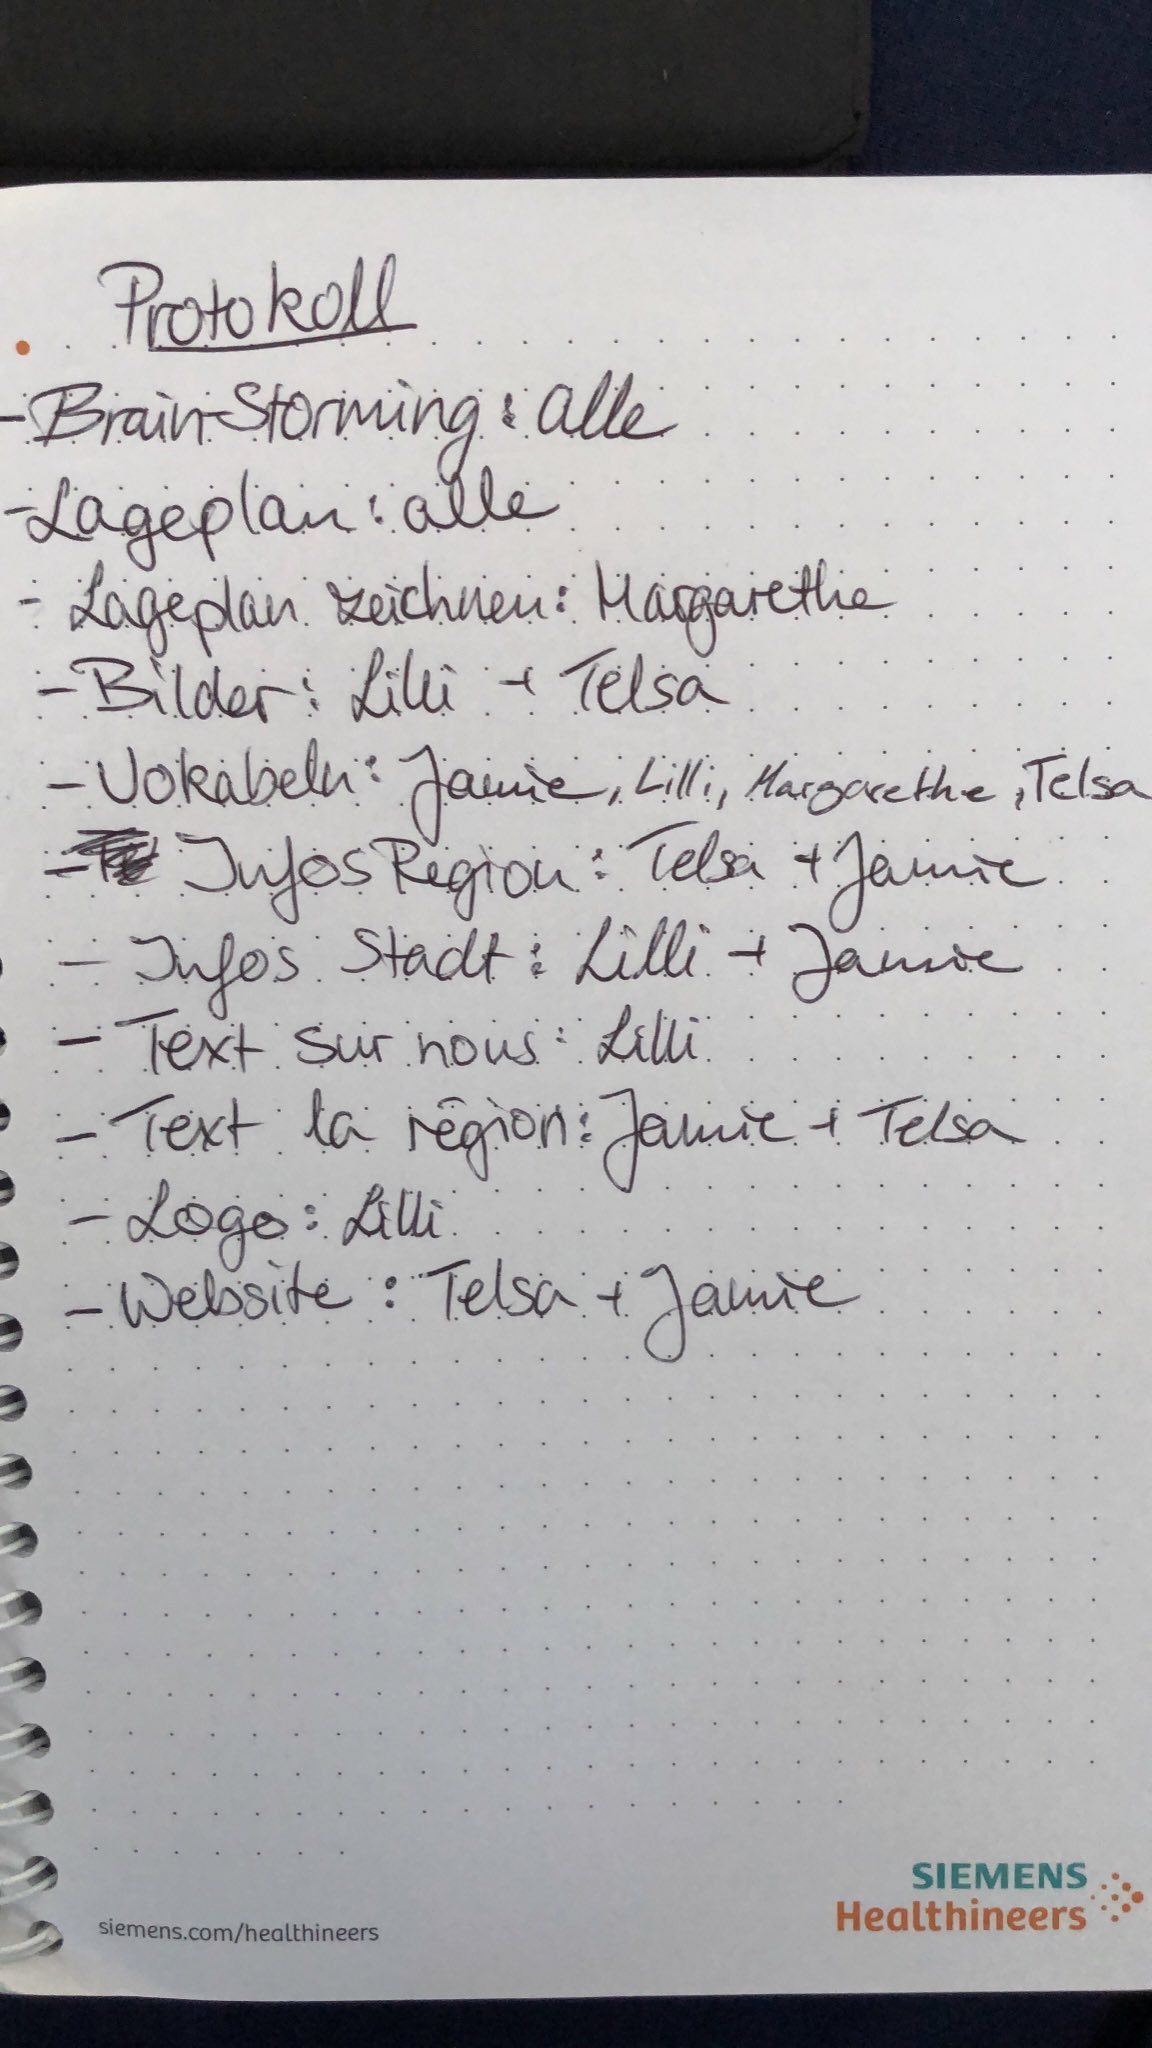 Protokoll
- Brain-Storming: alle
- Lageplan: alle
- Lageplan zeichnen: Margarethe
- Bilder: Lilli + Telsa
- Vokabeln: Jamie, Lilli, Margarethe, Telsa
- Infos Region: Telsa + Jamie
- Infos Stadt: Lilli + Jamie
- Text sur nous: Lilli
- Text la région: Jamie + Telsa
- Logo: Lilli
- Website: Telsa + Jamie
SIEMENS
Healthineers
siemens.com/healthineers